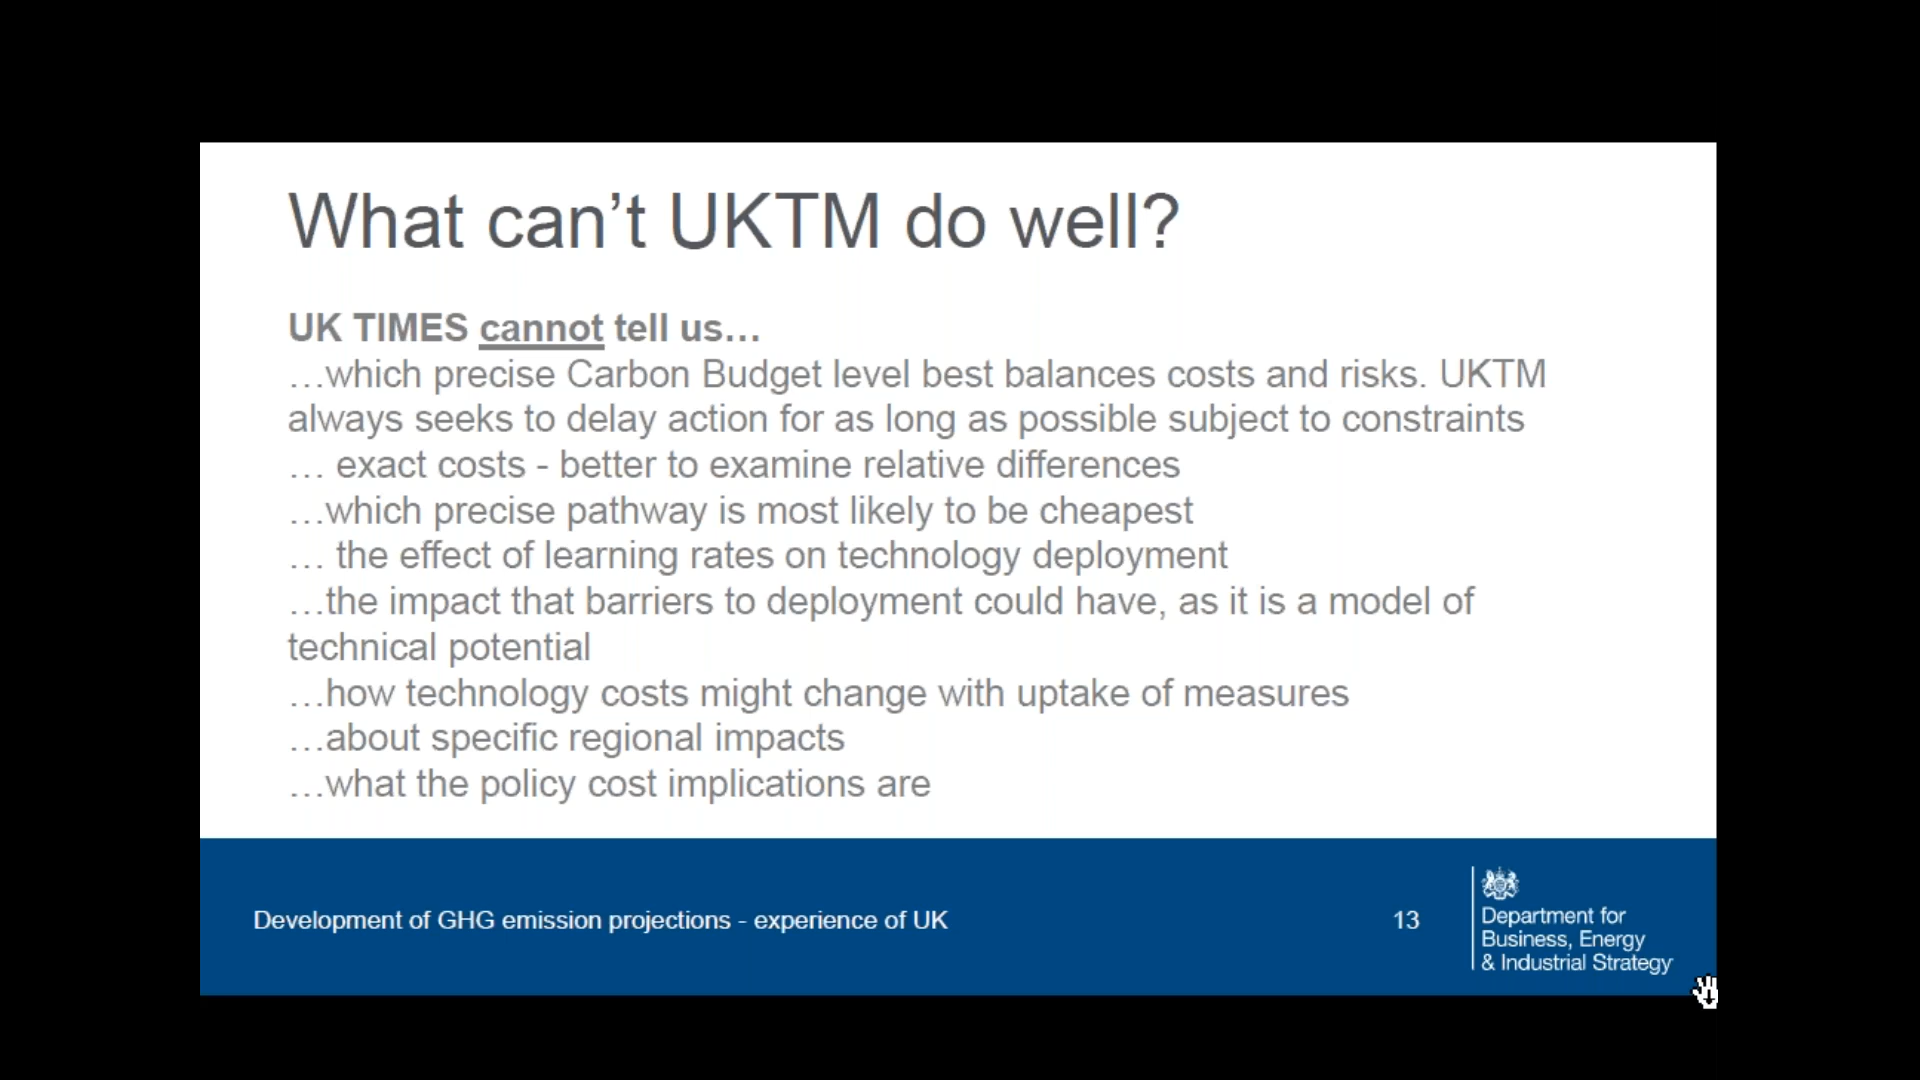 What can’t UKTM do well?
UK TIMES cannot tell us…
…which precise Carbon Budget level best balances costs and risks. UKTM
always seeks to delay action for as long as possible subject to constraints
… exact costs - better to examine relative differences
…which precise pathway is most likely to be cheapest
… the effect of learning rates on technology deployment
…the impact that barriers to deployment could have, as it is a model of
technical potential
…how technology costs might change with uptake of measures
…about specific regional impacts
…what the policy cost implications are
Development of GHG emission projections - experience of UK
13
Department for
Business, Energy
& Industrial Strategy